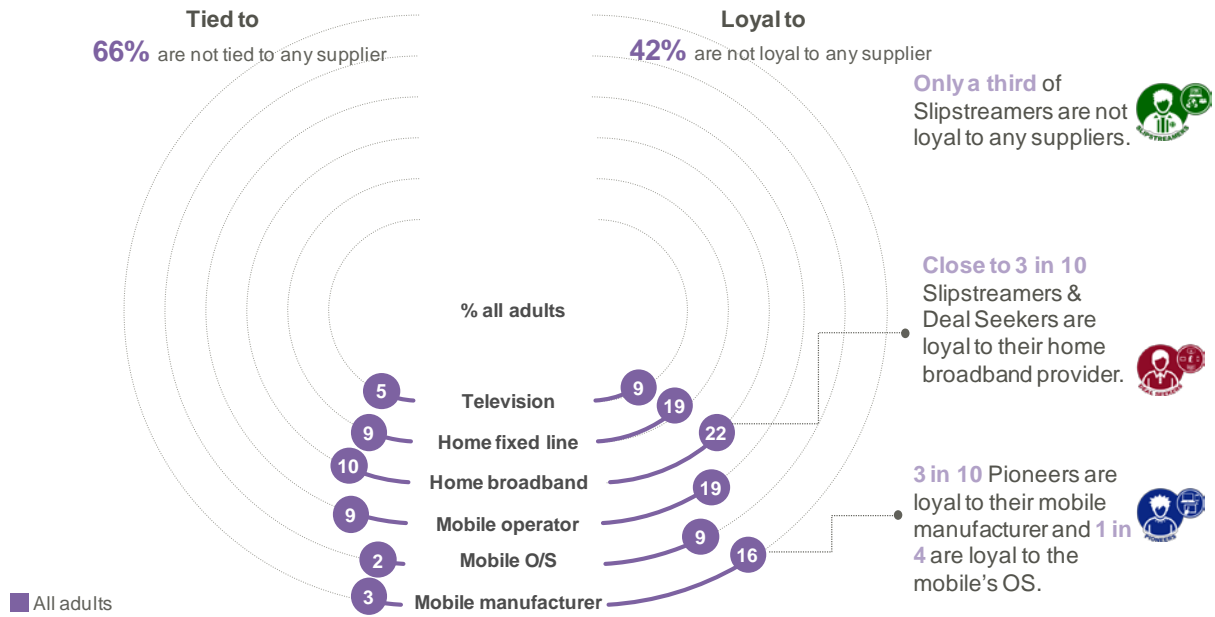 Tied to
66% are not tied to any supplier
Loyal to
42% are not loyal to any supplier
Only a third of
Slipstreamers are not
loyal to any suppliers.
SLIPSTREAMERS
% all adults
Close to 3 in 10
Slipstreamers &
Deal Seekers are
loyal to their home
broadband provider.
DEAL SEEKERS
5 Television 9
9 Home fixed line 19
10 Home broadband 22
9 Mobile operator 19
2 Mobile O/S 9
3 Mobile manufacturer 16
3 in 10 Pioneers are
loyal to their mobile
manufacturer and 1 in
4 are loyal to the
mobile's OS.
PIONEERS
All adults